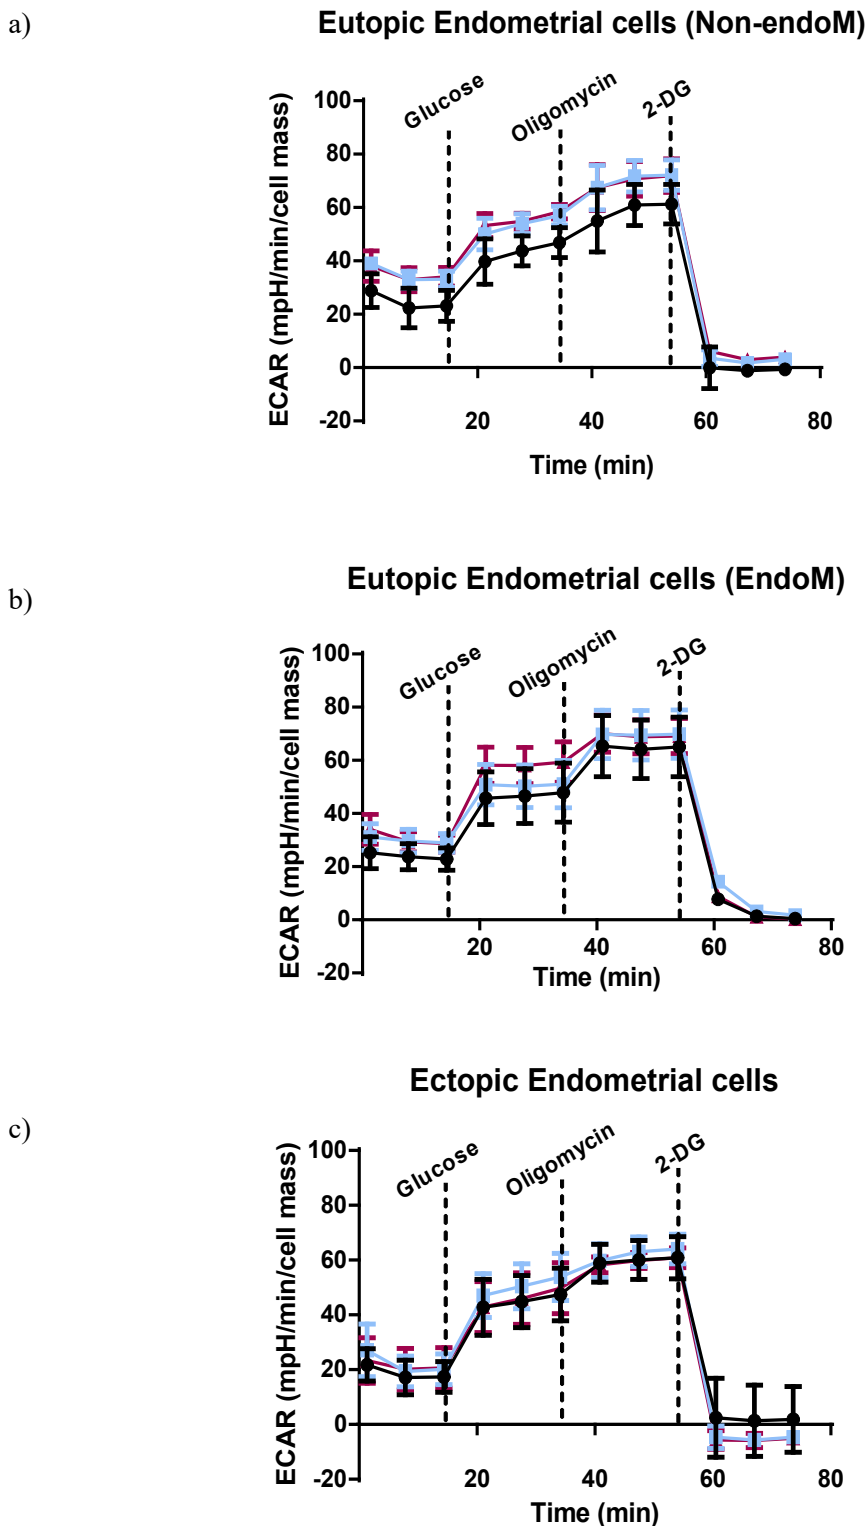 a)
Eutopic Endometrial cells (Non-endoM)
ECAR (mpH/min/cell mass)
100
80
60
40
20
0
-20
Glucose
Oligomycin
2-DG
20
40
60
80
Time (min)
b)
Eutopic Endometrial cells (EndoM)
ECAR (mpH/min/cell mass)
100
80
60
40
20
0
-20
Glucose
Oligomycin
2-DG
20
40
60
80
Time (min)
c)
Ectopic Endometrial cells
ECAR (mpH/min/cell mass)
100
80
60
40
20
0
-20
Glucose
Oligomycin
2-DG
20
40
60
80
Time (min)